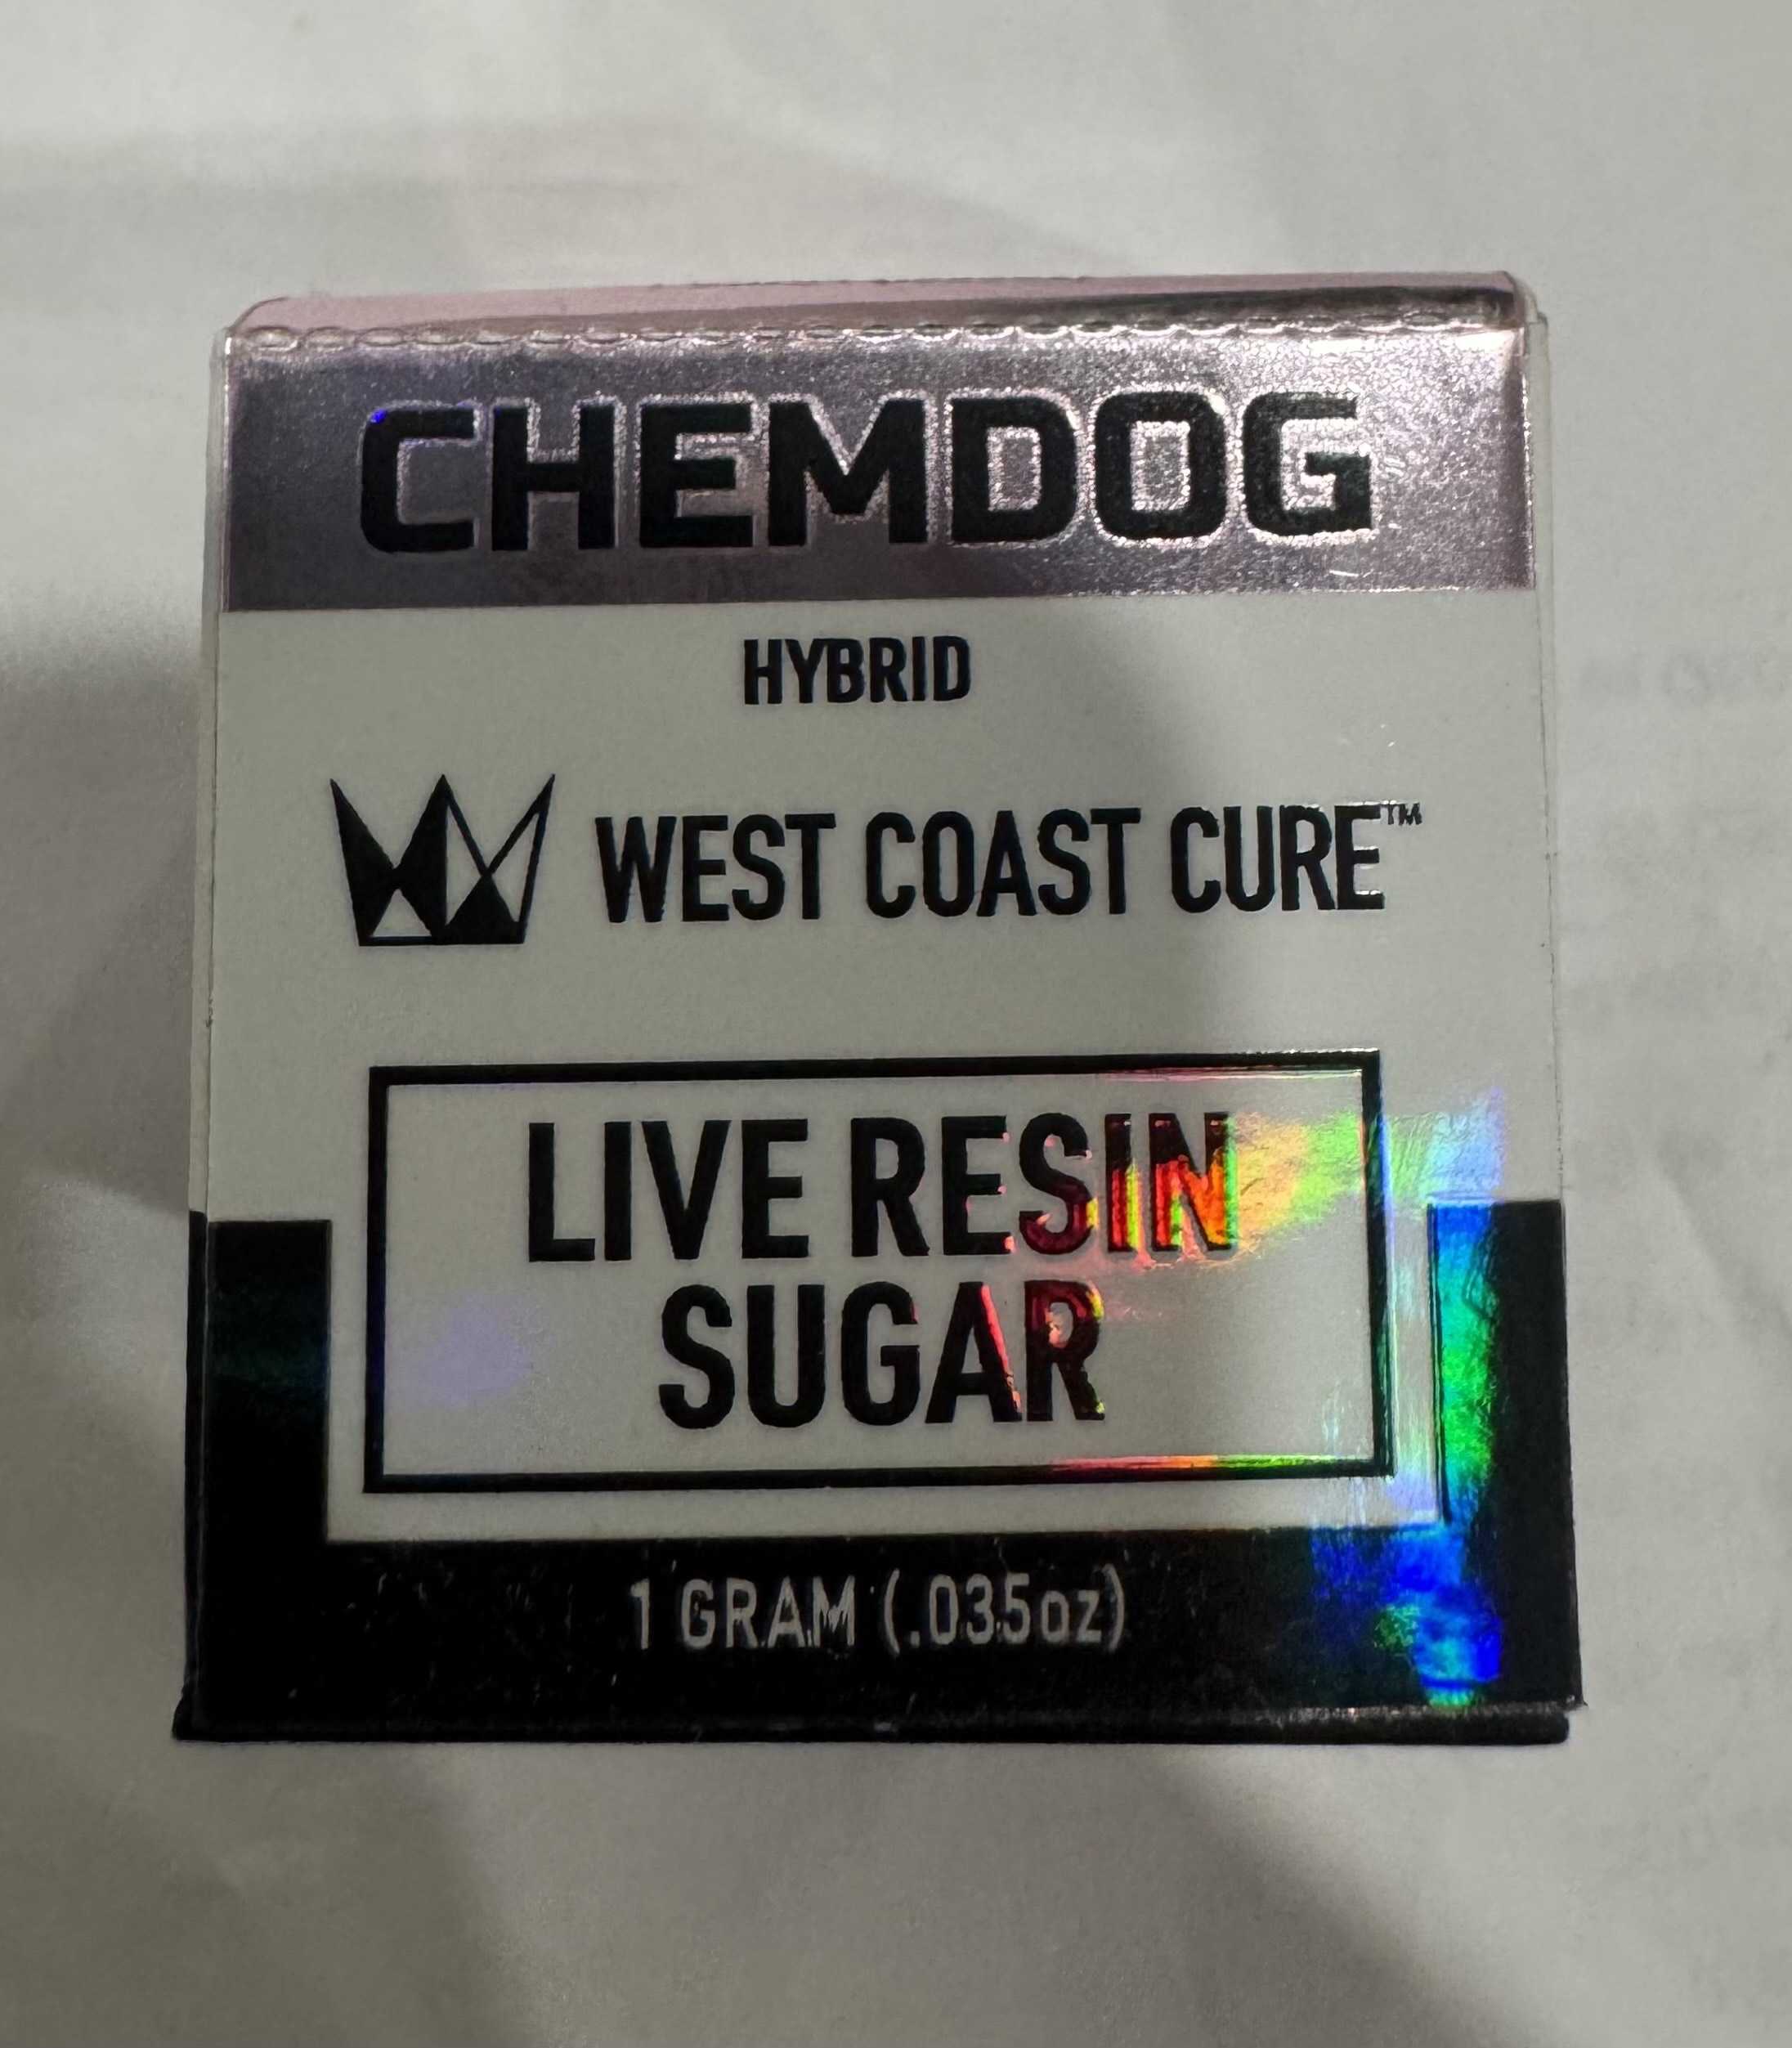 CHEMDOG
HYBRID
WEST COAST CURE™
LIVE RESIN
SUGAR
1 GRAM (.035oz)